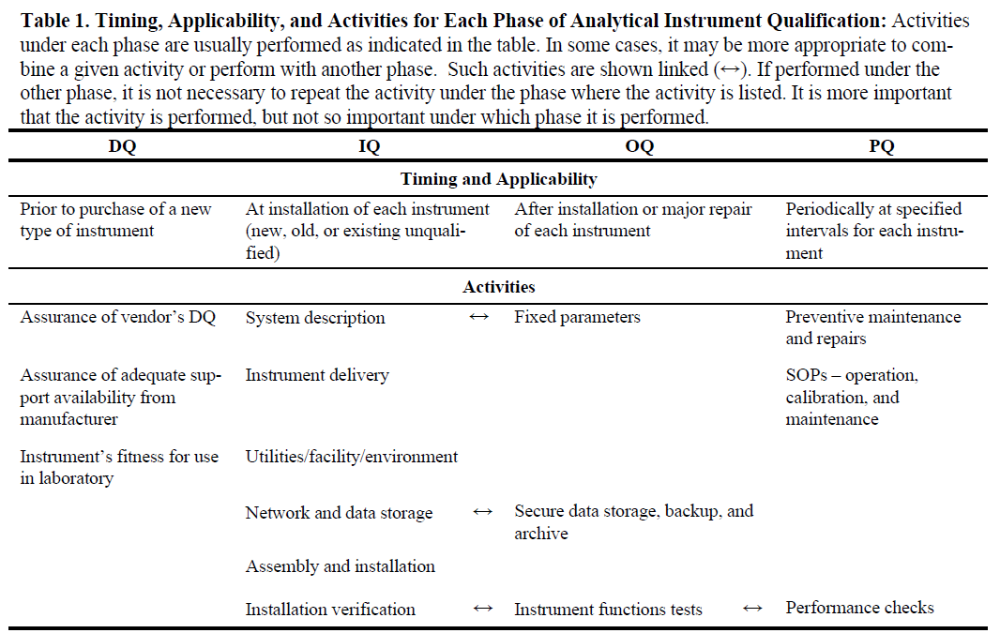 Table 1. Timing, Applicability, and Activities for Each Phase of Analytical Instrument Qualification: Activities
under each phase are usually performed as indicated in the table. In some cases, it may be more appropriate to com-
bine a given activity or perform with another phase.  Such activities are shown linked (↔). If performed under the
other phase, it is not necessary to repeat the activity under the phase where the activity is listed. It is more important
that the activity is performed, but not so important under which phase it is performed.
DQ IQ OQ PQ
Timing and Applicability
Prior to purchase of a new At installation of each instrument After installation or major repair Periodically at specified
type of instrument (new, old, or existing unquali- of each instrument intervals for each instru-
fied) ment
Activities
Assurance of vendor's DQ System description ↔ Fixed parameters Preventive maintenance
and repairs
Assurance of adequate sup- Instrument delivery SOPs – operation,
port availability from calibration, and
manufacturer maintenance
Instrument's fitness for use Utilities/facility/environment
in laboratory
Network and data storage ↔ Secure data storage, backup, and
archive
Assembly and installation
Installation verification ↔ Instrument functions tests ↔ Performance checks